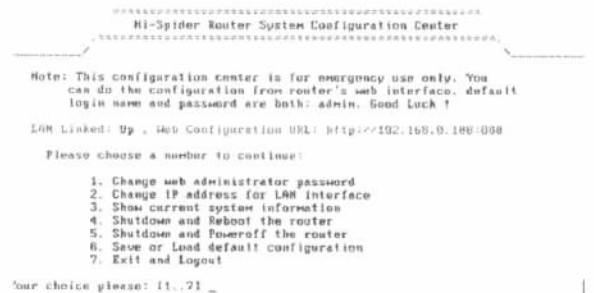 Hi-Spider Router System Configuration Center
Note: This configuration center is for emergency use only. You
can do the configuration from router's web interface. default
login name and password are both: admin. Good Luck !
LAN Linked: Up , Web Configuration URL: http://192.168.0.108:880
Please choose a number to continue:
1. Change web administrator password
2. Change IP address for LAN interface
3. Show current system information
4. Shutdown and Reboot the router
5. Shutdown and Poweroff the router
6. Save or Load default configuration
7. Exit and Logout
Your choice please: [1..7] _